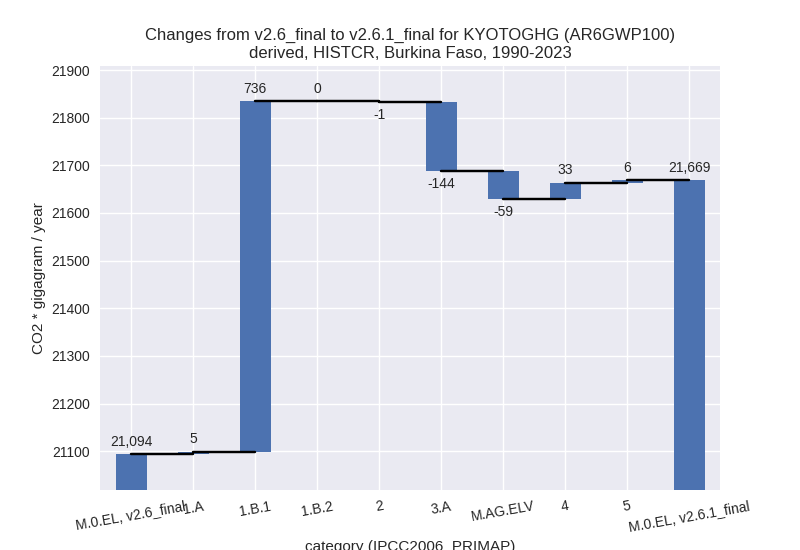 Changes from v2.6_final to v2.6.1_final for KYOTOGHG (AR6GWP100)
derived, HISTCR, Burkina Faso, 1990-2023
CO2 * gigagram / year
21900
21800
21700
21600
21500
21400
21300
21200
21100
21,094
5
736
0
-1
-144
-59
33
6
21,669
M.0.EL, v2.6_final
1.A
1.B.1
1.B.2
2
3.A
M.AG.ELV
4
5
M.0.EL, v2.6.1_final
category (IPCC2006_PRIMAP)